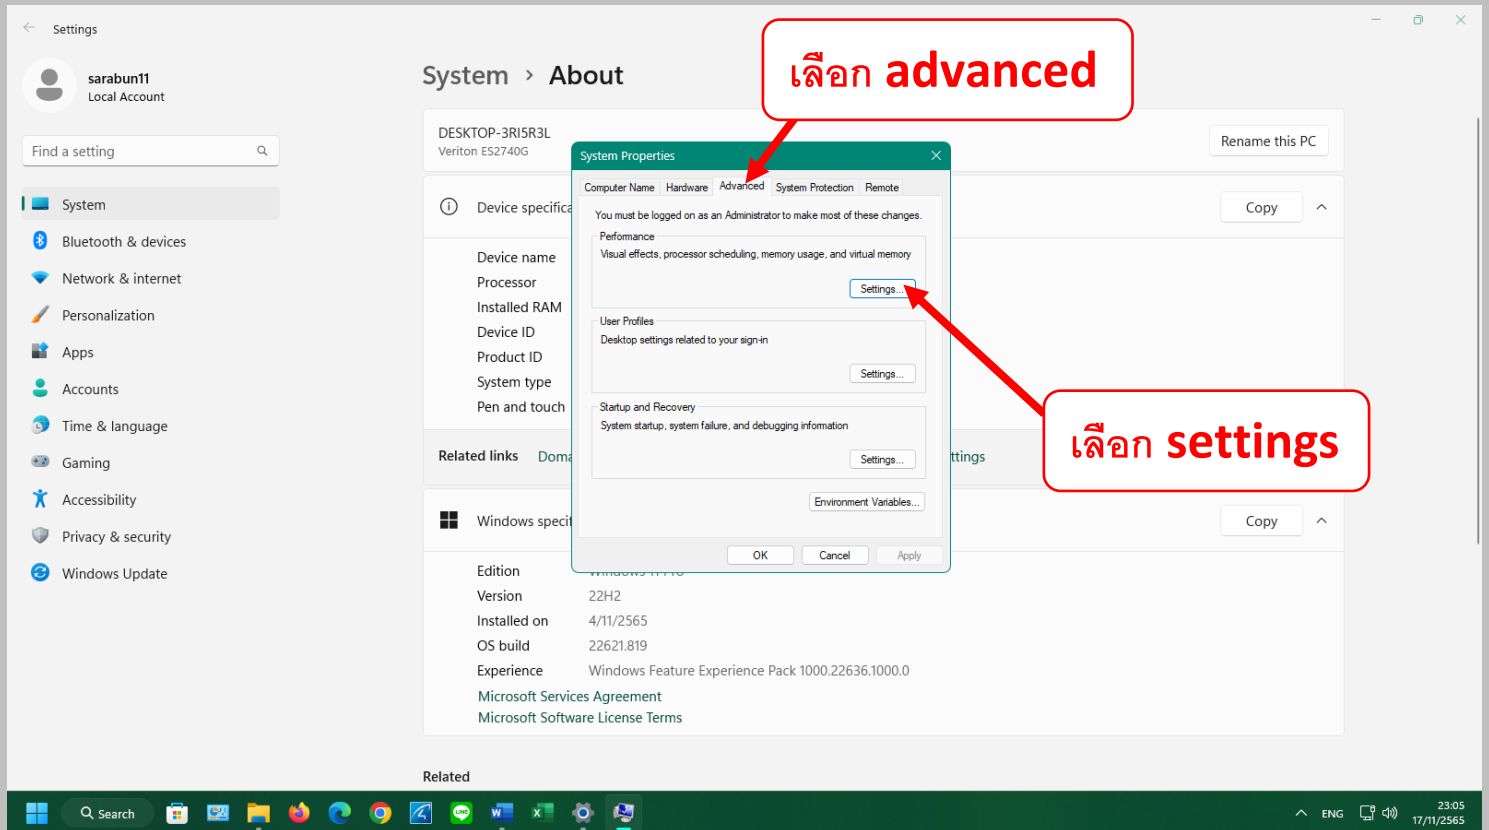 Settings
sarabun11
Local Account
Find a setting
System
Bluetooth & devices
Network & internet
Personalization
Apps
Accounts
Time & language
Gaming
Accessibility
Privacy & security
Windows Update
System > About
เลือก advanced
DESKTOP-3RI5R3L
Veriton ES2740G
Rename this PC
Device specifica
Copy
Device name
Processor
Installed RAM
Device ID
Product ID
System type
Pen and touch
Related links Doma
ttings
System Properties
Computer Name Hardware Advanced System Protection Remote
You must be logged on as an Administrator to make most of these changes.
Performance
Visual effects, processor scheduling, memory usage, and virtual memory
Settings...
User Profiles
Desktop settings related to your sign-in
Settings...
Startup and Recovery
System startup, system failure, and debugging information
Settings...
Environment Variables...
OK Cancel Apply
เลือก settings
Windows specif
Copy
Edition
Version 22H2
Installed on 4/11/2565
OS build 22621.819
Experience Windows Feature Experience Pack 1000.22636.1000.0
Microsoft Services Agreement
Microsoft Software License Terms
Related
Search
LINE
W
X
ENG
23:05
17/11/2565